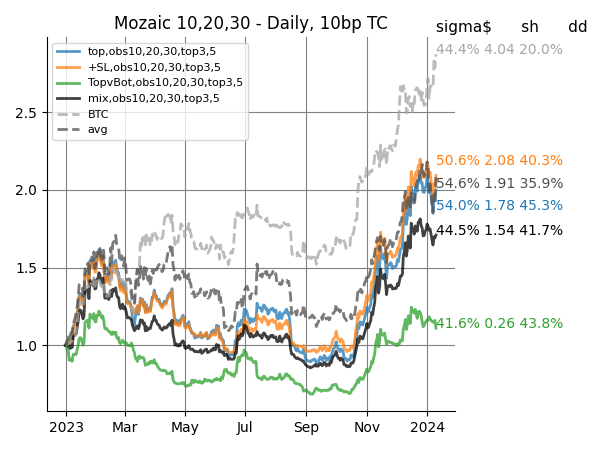 Mozaic 10,20,30 - Daily, 10bp TC
sigma$ sh dd
top,obs10,20,30,top3,5
+SL,obs10,20,30,top3,5
TopvBot,obs10,20,30,top3,5
mix,obs10,20,30,top3,5
BTC
avg
44.4% 4.04 20.0%
50.6% 2.08 40.3%
54.6% 1.91 35.9%
54.0% 1.78 45.3%
44.5% 1.54 41.7%
41.6% 0.26 43.8%
2.5
2.0
1.5
1.0
2023 Mar May Jul Sep Nov 2024